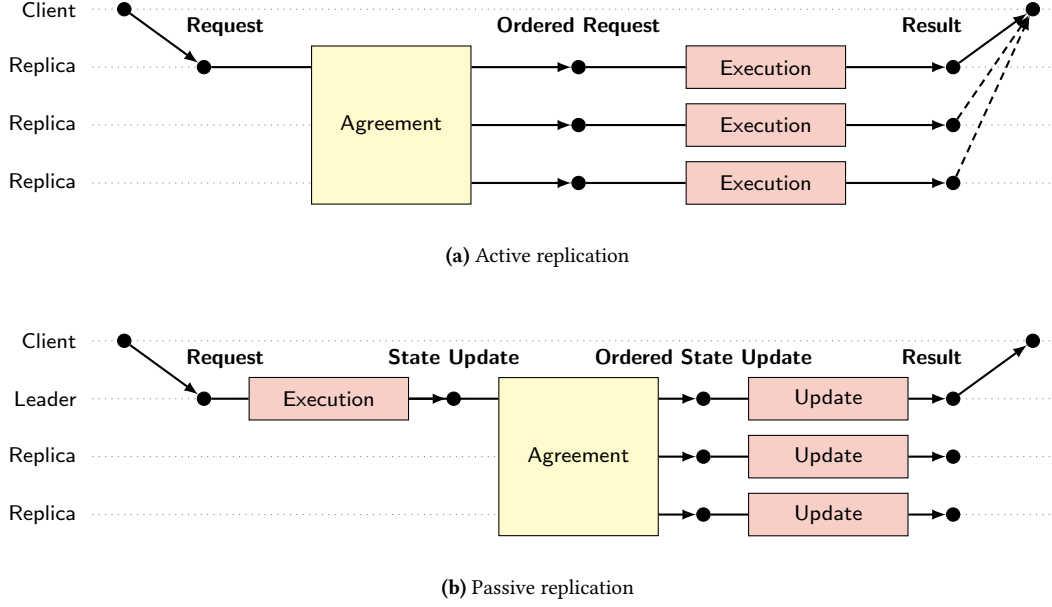 Client
Request Ordered Request Result
Replica Execution
Replica Agreement Execution
Replica Execution
(a) Active replication
Client
Request State Update Ordered State Update Result
Leader Execution Update
Replica Agreement Update
Replica Update
(b) Passive replication